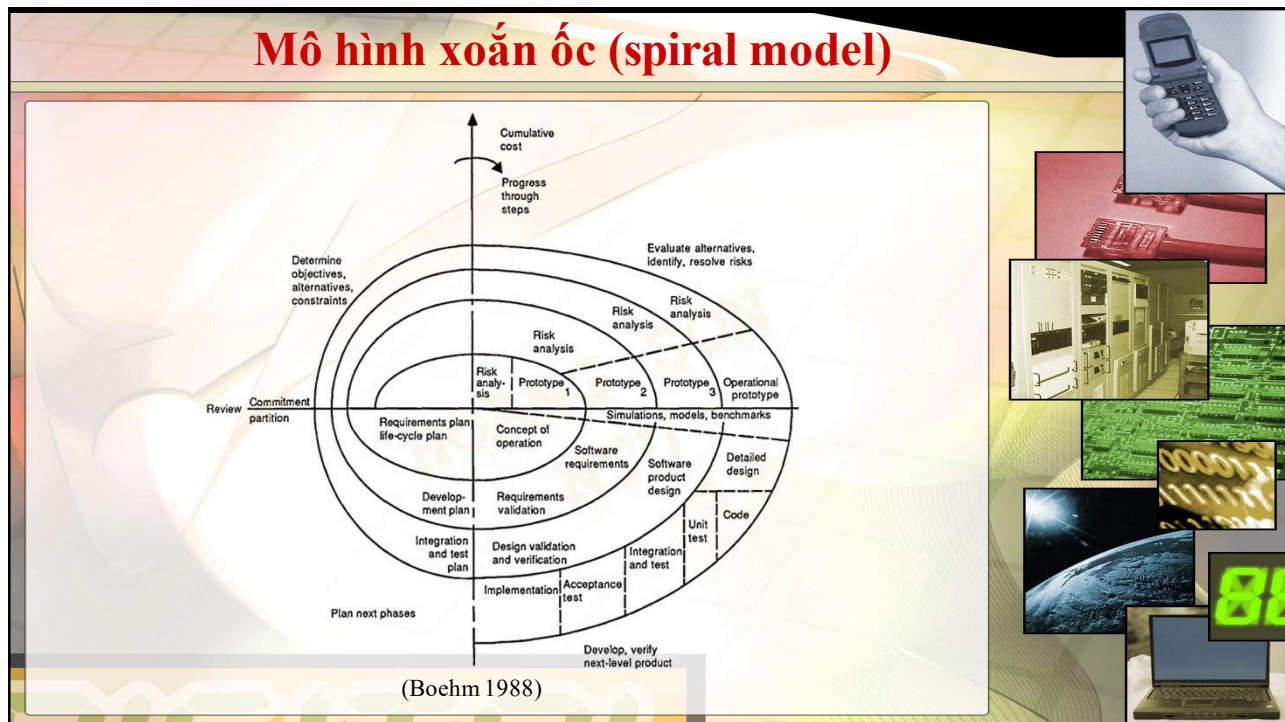 Mô hình xoắn ốc (spiral model)
Cumulative
cost
Progress
through
steps
Determine
objectives,
alternatives,
constraints
Evaluate alternatives,
identify, resolve risks
Risk
analysis
Risk
analysis
Risk
analysis
Risk
analy-
sis
Prototype 1
Prototype 2
Prototype 3
Operational
prototype
Review
Commitment
partition
Simulations, models, benchmarks
Requirements plan
life-cycle plan
Concept of
operation
Software
requirements
Software
product
design
Detailed
design
Develop-
ment plan
Requirements
validation
Code
Unit
test
Integration
and test
plan
Design validation
and verification
Integration
and test
Acceptance
test
Implementation
Plan next phases
Develop, verify
next-level product
(Boehm 1988)